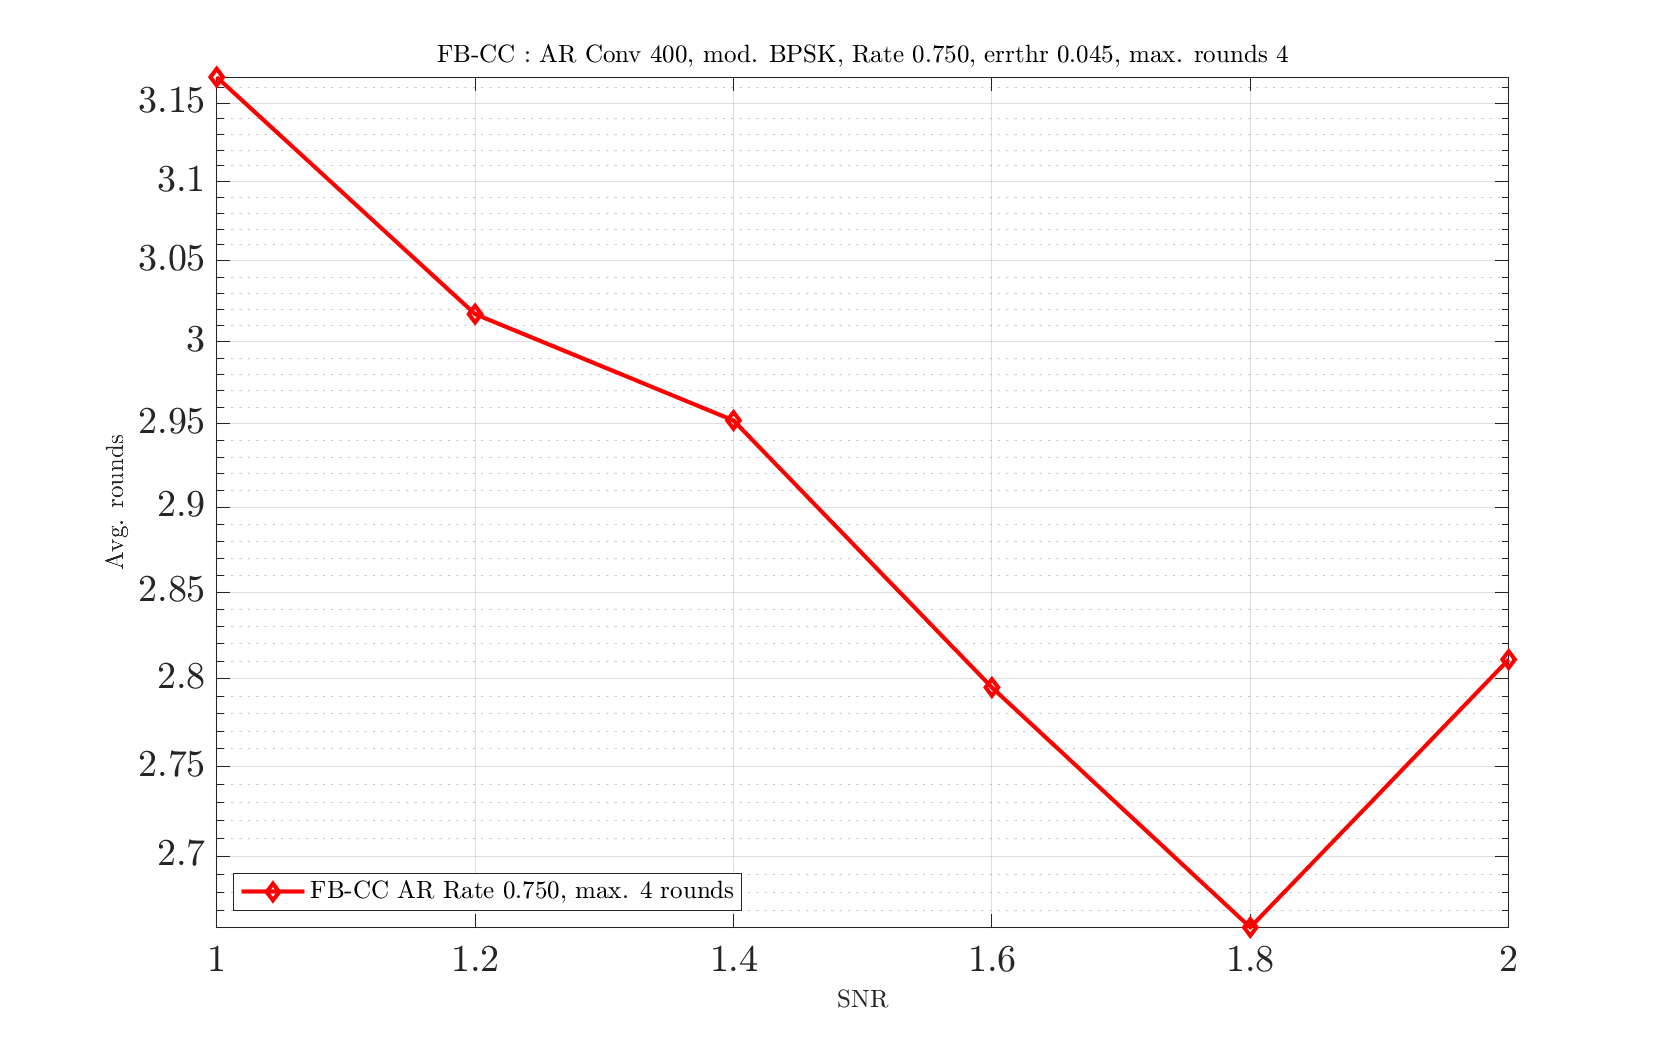 FB-CC : AR Conv 400, mod. BPSK, Rate 0.750, errthr 0.045, max. rounds 4
3.15
3.1
3.05
3
2.95
2.9
2.85
2.8
2.75
2.7
Avg. rounds
FB-CC AR Rate 0.750, max. 4 rounds
1 1.2 1.4 1.6 1.8 2
SNR